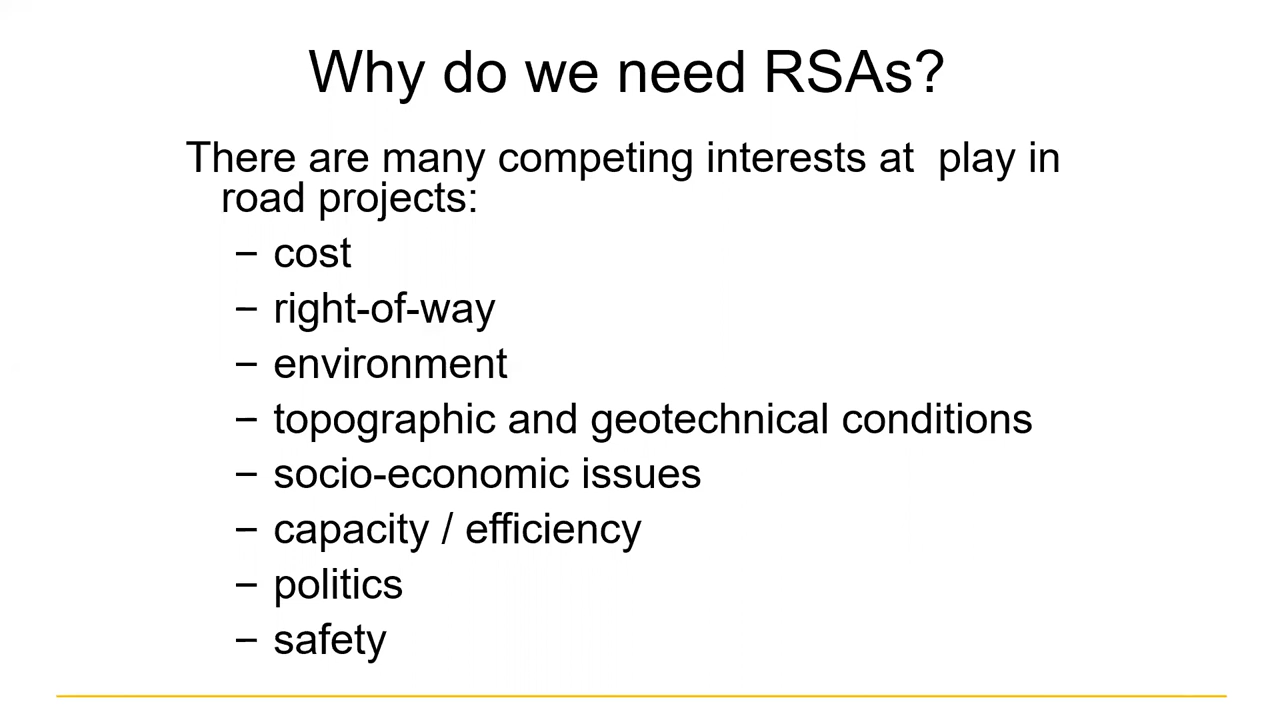 Why do we need RSAs?
There are many competing interests at  play in
road projects:
– cost
– right-of-way
– environment
– topographic and geotechnical conditions
– socio-economic issues
– capacity / efficiency
– politics
– safety